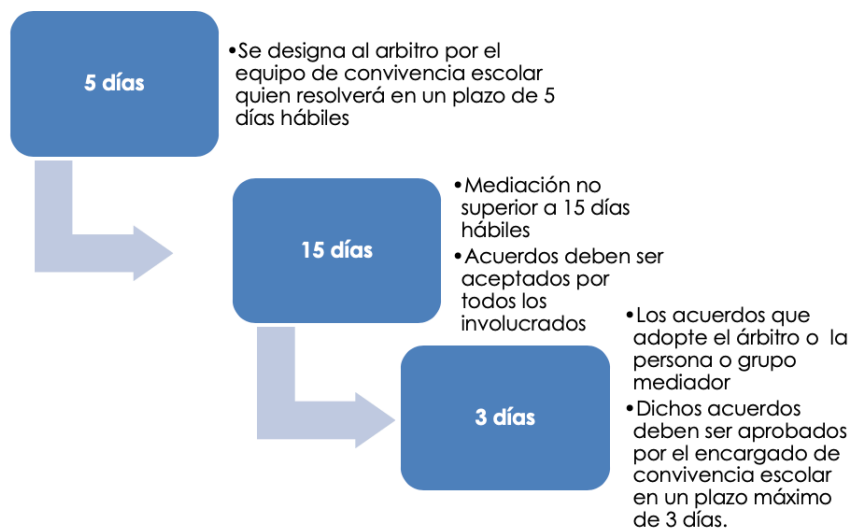 5 días
•Se designa al arbitro por el
equipo de convivencia escolar
quien resolverá en un plazo de 5
días hábiles
15 días
•Mediación no
superior a 15 días
hábiles
•Acuerdos deben ser
aceptados por
todos los
involucrados
3 días
•Los acuerdos que
adopte el árbitro o  la
persona o grupo
mediador
•Dichos acuerdos
deben ser aprobados
por el encargado de
convivencia escolar
en un plazo máximo
de 3 días.